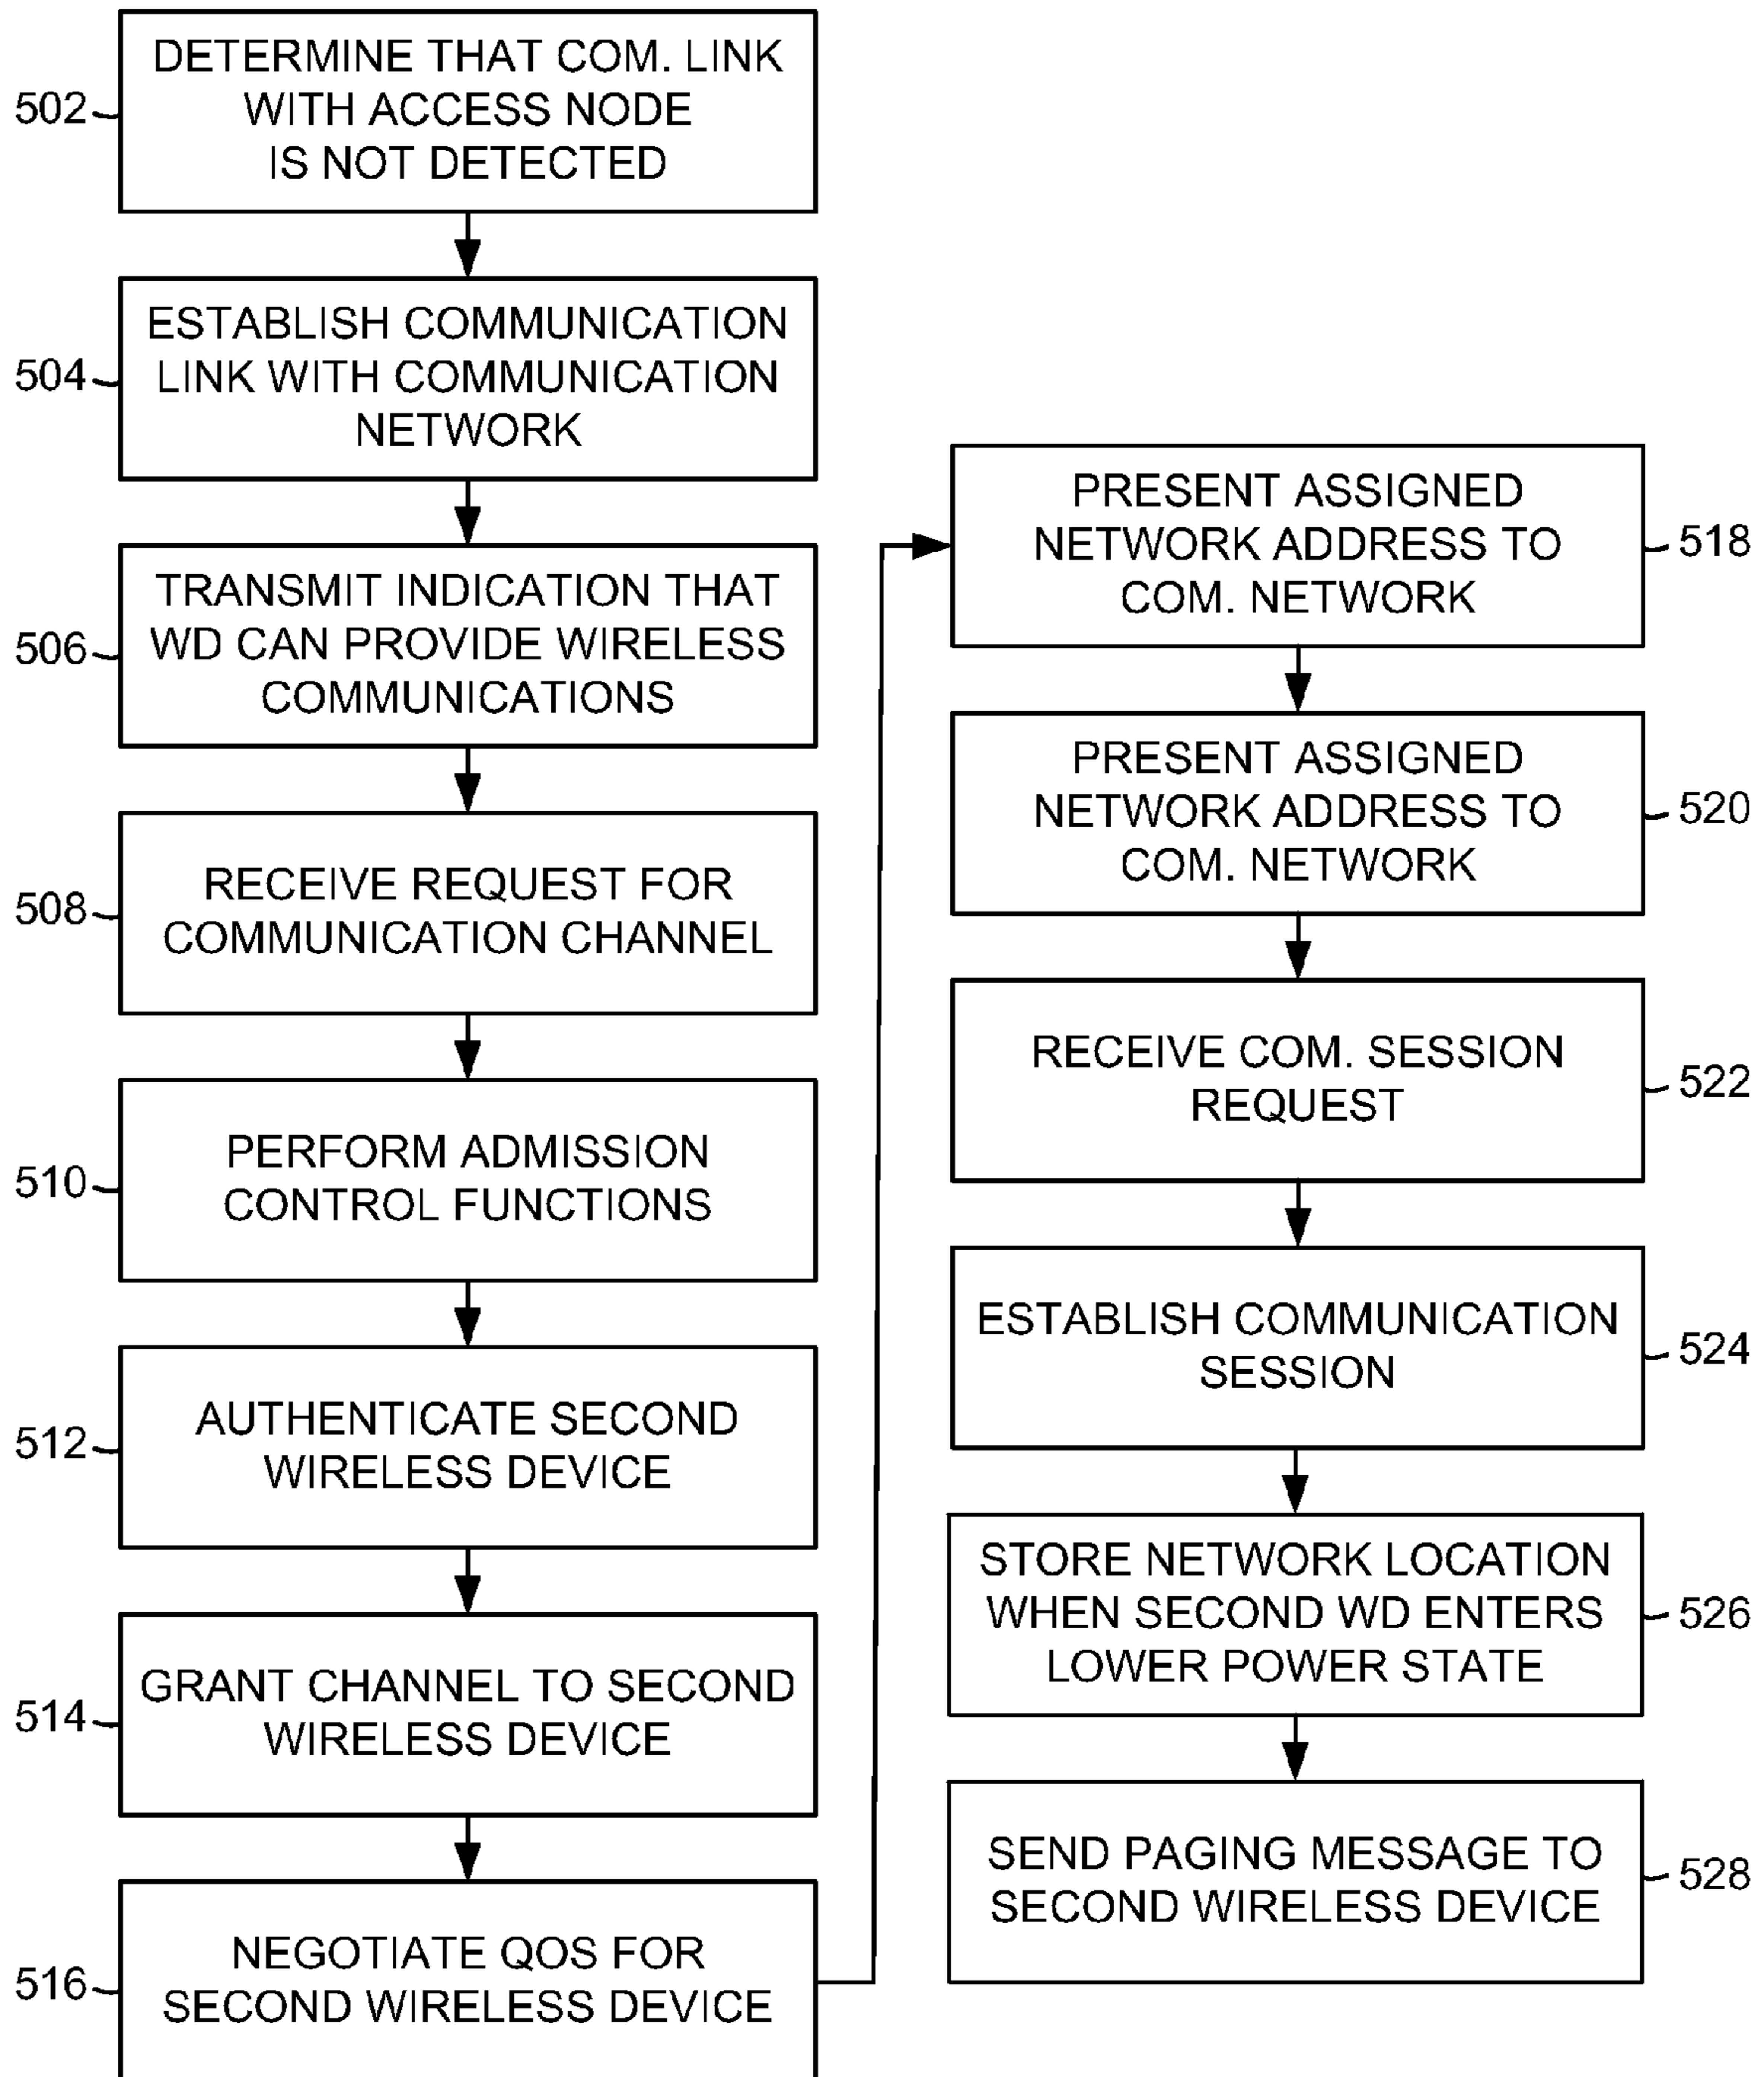 502
DETERMINE THAT COM. LINK
WITH ACCESS NODE
IS NOT DETECTED
504
ESTABLISH COMMUNICATION
LINK WITH COMMUNICATION
NETWORK
506
TRANSMIT INDICATION THAT
WD CAN PROVIDE WIRELESS
COMMUNICATIONS
508
RECEIVE REQUEST FOR
COMMUNICATION CHANNEL
510
PERFORM ADMISSION
CONTROL FUNCTIONS
512
AUTHENTICATE SECOND
WIRELESS DEVICE
514
GRANT CHANNEL TO SECOND
WIRELESS DEVICE
516
NEGOTIATE QOS FOR
SECOND WIRELESS DEVICE
PRESENT ASSIGNED
NETWORK ADDRESS TO
COM. NETWORK
518
PRESENT ASSIGNED
NETWORK ADDRESS TO
COM. NETWORK
520
RECEIVE COM. SESSION
REQUEST
522
ESTABLISH COMMUNICATION
SESSION
524
STORE NETWORK LOCATION
WHEN SECOND WD ENTERS
LOWER POWER STATE
526
SEND PAGING MESSAGE TO
SECOND WIRELESS DEVICE
528